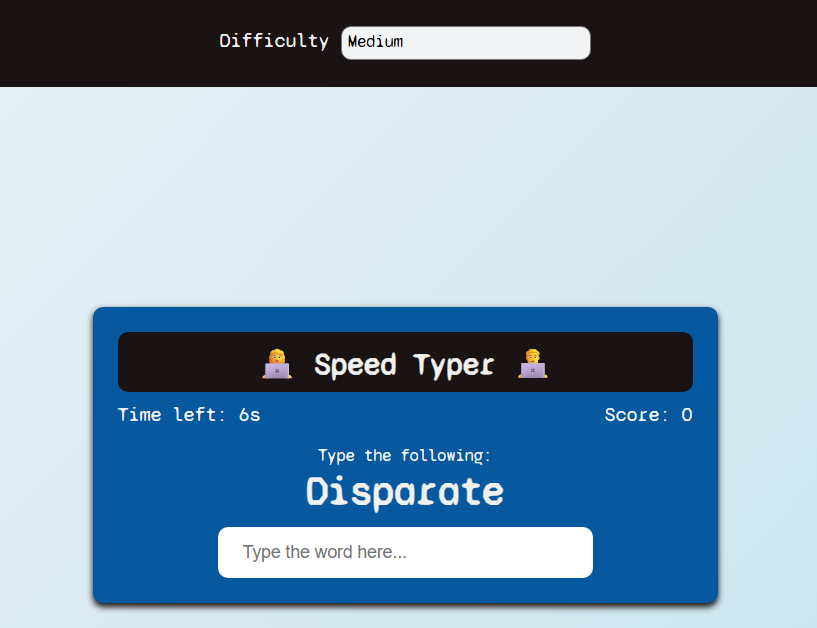 Difficulty Medium
Speed Typer
Time left: 6s Score: 0
Type the following:
Disparate
Type the word here...